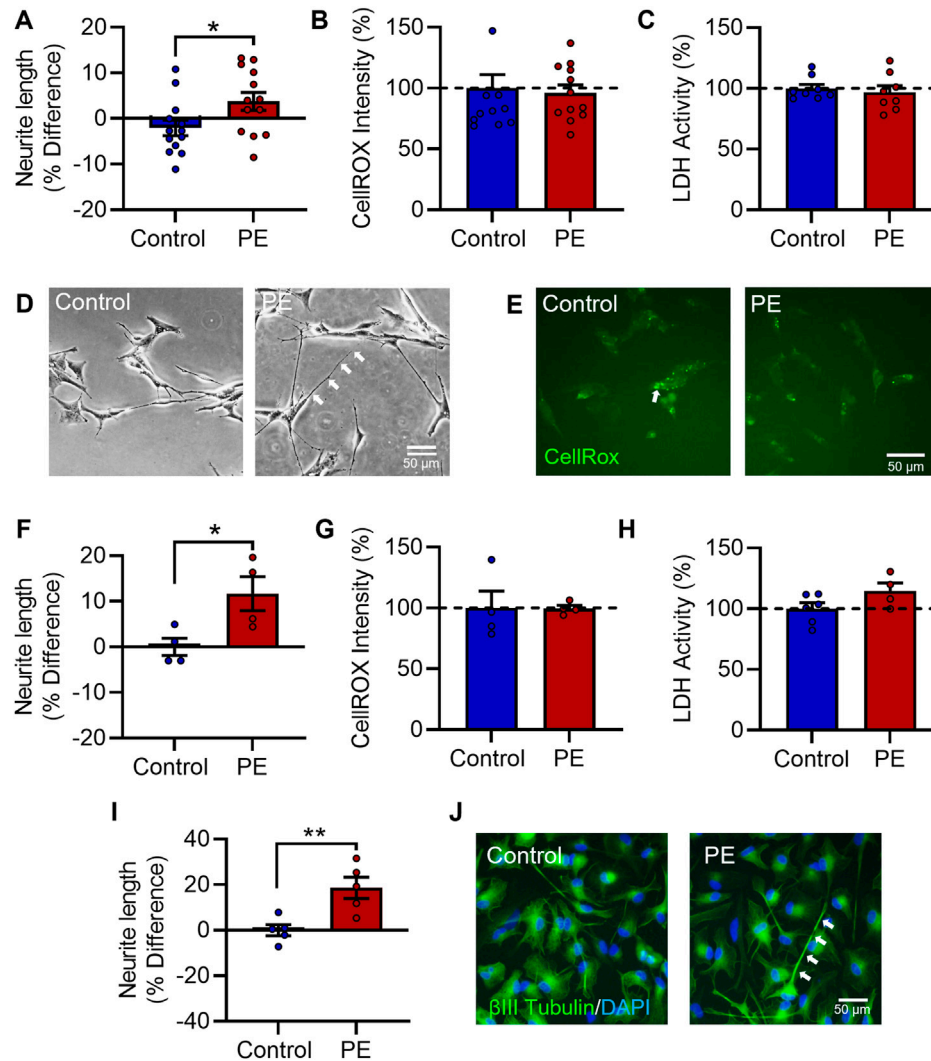 A
Neurite length
(% Difference)
20
10
0
-10
-20
*
Control
PE
B
CellROX Intensity (%)
150
100
50
0
Control
PE
C
LDH Activity (%)
150
100
50
0
Control
PE
D
Control
PE
50 µm
E
Control
PE
CellRox
50 µm
F
Neurite length
(% Difference)
20
10
0
-10
-20
*
Control
PE
G
CellROX Intensity (%)
150
100
50
0
Control
PE
H
LDH Activity (%)
150
100
50
0
Control
PE
I
Neurite length
(% Difference)
40
20
0
-20
-40
**
Control
PE
J
Control
PE
βIII Tubulin/DAPI
50 µm